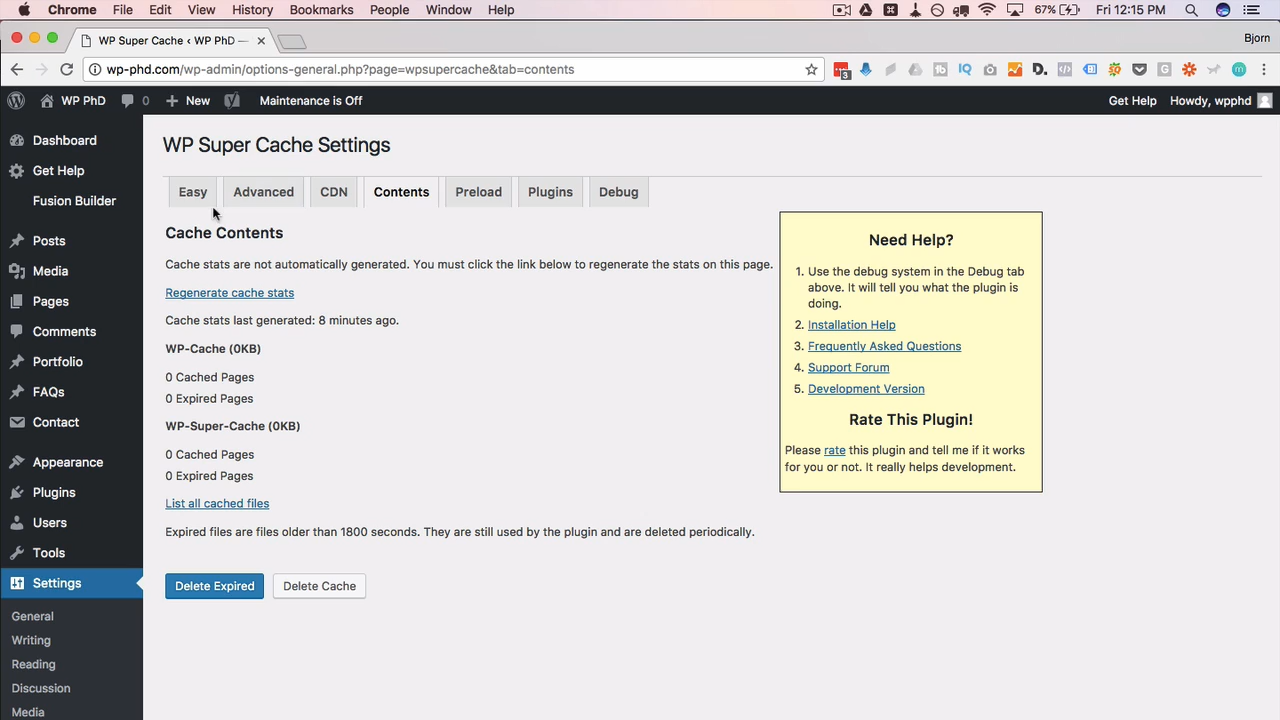 Chrome File Edit View History Bookmarks People Window Help 67% Fri 12:15 PM
WP Super Cache ‹ WP PhD —
Bjorn
wp-phd.com/wp-admin/options-general.php?page=wpsupercache&tab=contents
WP PhD 0 New Maintenance is Off Get Help Howdy, wpphd
Dashboard
Get Help
Fusion Builder
Posts
Media
Pages
Comments
Portfolio
FAQs
Contact
Appearance
Plugins
Users
Tools
Settings
General
Writing
Reading
Discussion
Media
WP Super Cache Settings
Easy Advanced CDN Contents Preload Plugins Debug
Cache Contents
Cache stats are not automatically generated. You must click the link below to regenerate the stats on this page.
Regenerate cache stats
Cache stats last generated: 8 minutes ago.
WP-Cache (0KB)
0 Cached Pages
0 Expired Pages
WP-Super-Cache (0KB)
0 Cached Pages
0 Expired Pages
List all cached files
Expired files are files older than 1800 seconds. They are still used by the plugin and are deleted periodically.
Delete Expired Delete Cache
Need Help?
1. Use the debug system in the Debug tab
above. It will tell you what the plugin is
doing.
2. Installation Help
3. Frequently Asked Questions
4. Support Forum
5. Development Version
Rate This Plugin!
Please rate this plugin and tell me if it works
for you or not. It really helps development.